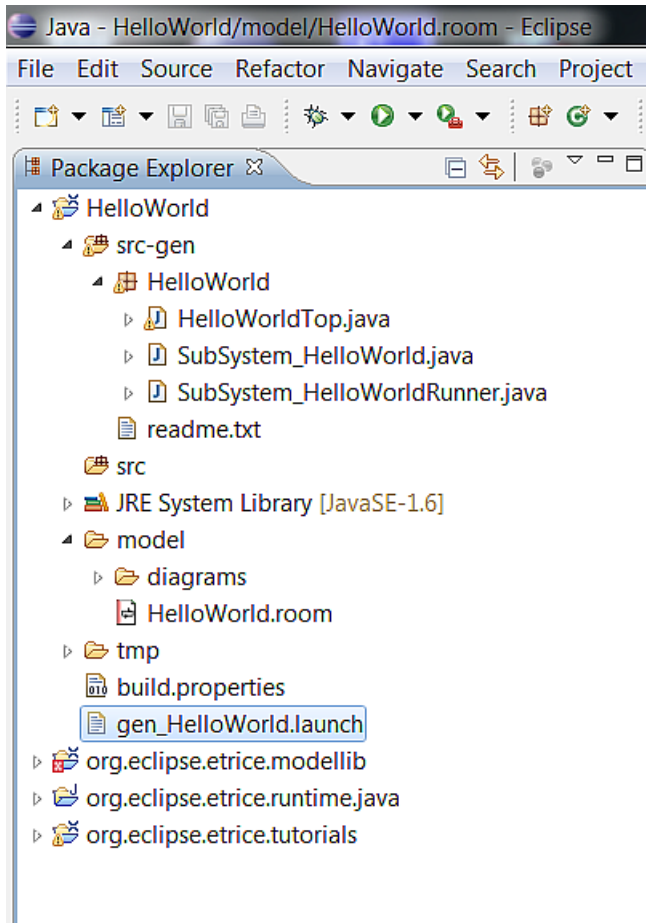 Java - HelloWorld/model/HelloWorld.room - Eclipse
File Edit Source Refactor Navigate Search Project
Package Explorer
HelloWorld
src-gen
HelloWorld
HelloWorldTop.java
SubSystem_HelloWorld.java
SubSystem_HelloWorldRunner.java
readme.txt
src
JRE System Library [JavaSE-1.6]
model
diagrams
HelloWorld.room
tmp
build.properties
gen_HelloWorld.launch
org.eclipse.etrice.modellib
org.eclipse.etrice.runtime.java
org.eclipse.etrice.tutorials